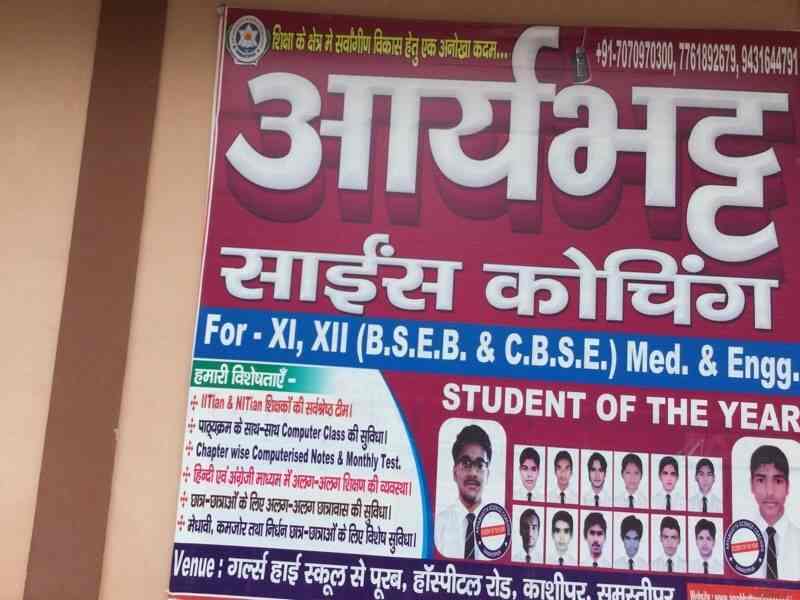 शिक्षा के क्षेत्र मे सर्वांगीण विकास हेतु एक अनोखा कदम...
+91-7070970300, 7761892679, 9431644791
आर्यभट्ट
साईंस कोचिंग
For - XI, XII (B.S.E.B. & C.B.S.E.) Med. & Engg.
हमारी विशेषताएँ -
IITian & NITian शिक्षकों की सर्वश्रेष्ठ टीम।
पाठ्यक्रम के साथ-साथ Computer Class की सुविधा।
Chapter wise Computerised Notes & Monthly Test.
हिन्दी एवं अंग्रेजी माध्यम में अलग-अलग शिक्षण की व्यवस्था।
छात्र-छात्राओं के लिए अलग-अलग छात्रावास की सुविधा।
मेधावी, कमजोर तथा निर्धन छात्र-छात्राओं के लिए विशेष सुविधा।
STUDENT OF THE YEAR
Venue : गर्ल्स हाई स्कूल से पूरब, हॉस्पीटल रोड, काशीपुर, समस्तीपुर